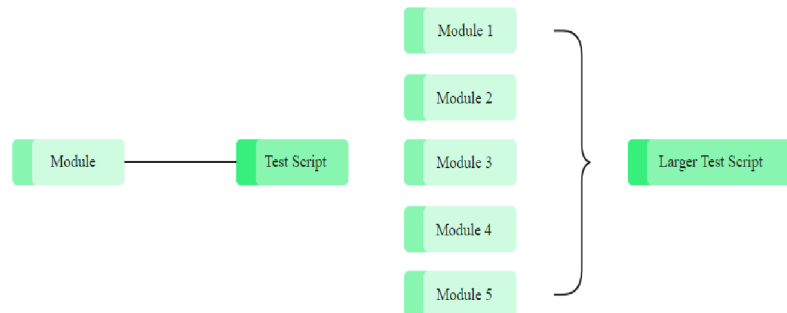 Module
Test Script
Module 1
Module 2
Module 3
Module 4
Module 5
Larger Test Script